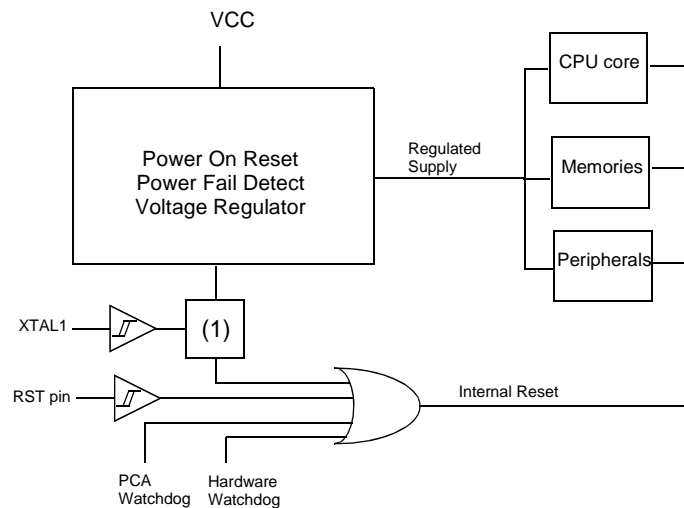 VCC
CPU core
Power On Reset
Power Fail Detect
Voltage Regulator
Regulated
Supply
Memories
Peripherals
XTAL1
(1)
RST pin
Internal Reset
PCA
Watchdog
Hardware
Watchdog